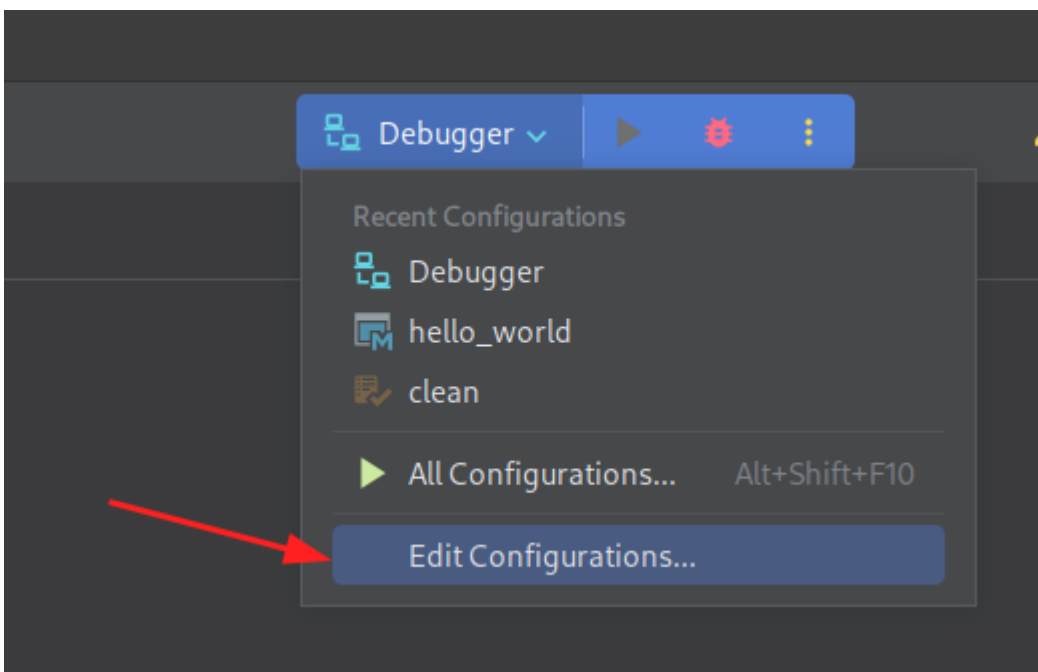 Debugger
Recent Configurations
Debugger
hello_world
clean
All Configurations... Alt+Shift+F10
Edit Configurations...